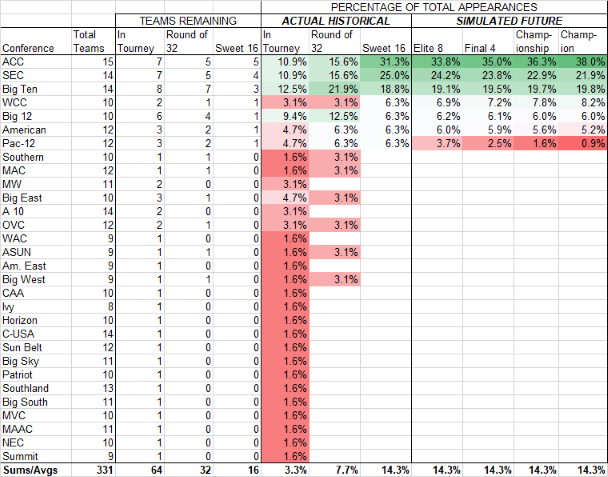 PERCENTAGE OF TOTAL APPEARANCES
TEAMS REMAINING ACTUAL HISTORICAL SIMULATED FUTURE
Total In Round of In Round of Champ- Champ-
Conference Teams Tourney 32 Sweet 16 Tourney 32 Sweet 16 Elite 8 Final 4 ionship ion
ACC 15 7 5 5 10.9% 15.6% 31.3% 33.8% 35.0% 36.3% 38.0%
SEC 14 7 5 4 10.9% 15.6% 25.0% 24.2% 23.8% 22.9% 21.9%
Big Ten 14 8 7 3 12.5% 21.9% 18.8% 19.1% 19.5% 19.7% 19.8%
WCC 10 2 1 1 3.1% 3.1% 6.3% 6.9% 7.2% 7.8% 8.2%
Big 12 10 6 4 1 9.4% 12.5% 6.3% 6.2% 6.1% 6.0% 6.0%
American 12 3 2 1 4.7% 6.3% 6.3% 6.0% 5.9% 5.6% 5.2%
Pac-12 12 3 2 1 4.7% 6.3% 6.3% 3.7% 2.5% 1.6% 0.9%
Southern 10 1 1 0 1.6% 3.1%
MAC 12 1 1 0 1.6% 3.1%
MW 11 2 0 0 3.1%
Big East 10 3 1 0 4.7% 3.1%
A 10 14 2 0 0 3.1%
OVC 12 2 1 0 3.1% 3.1%
WAC 9 1 0 0 1.6%
ASUN 9 1 1 0 1.6% 3.1%
Am. East 9 1 0 0 1.6%
Big West 9 1 1 0 1.6% 3.1%
CAA 10 1 0 0 1.6%
Ivy 8 1 0 0 1.6%
Horizon 10 1 0 0 1.6%
C-USA 14 1 0 0 1.6%
Sun Belt 12 1 0 0 1.6%
Big Sky 11 1 0 0 1.6%
Patriot 10 1 0 0 1.6%
Southland 13 1 0 0 1.6%
Big South 11 1 0 0 1.6%
MVC 10 1 0 0 1.6%
MAAC 11 1 0 0 1.6%
NEC 10 1 0 0 1.6%
Summit 9 1 0 0 1.6%
Sums/Avgs 331 64 32 16 3.3% 7.7% 14.3% 14.3% 14.3% 14.3% 14.3%